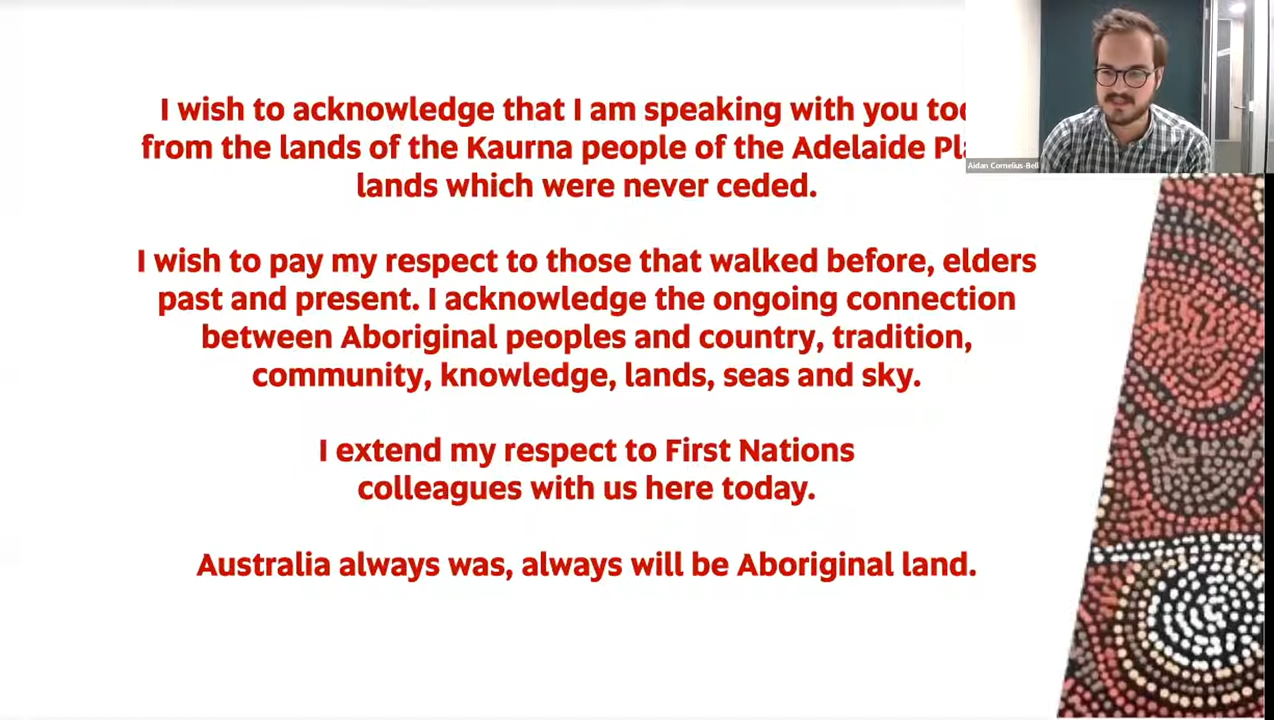 I wish to acknowledge that I am speaking with you
from the lands of the Kaurna people of the Adelaide
lands which were never ceded.
I wish to pay my respect to those that walked before, elders
past and present. I acknowledge the ongoing connection
between Aboriginal peoples and country, tradition,
community, knowledge, lands, seas and sky.
I extend my respect to First Nations
colleagues with us here today.
Australia always was, always will be Aboriginal land.
Aidan Cornelius-Bell